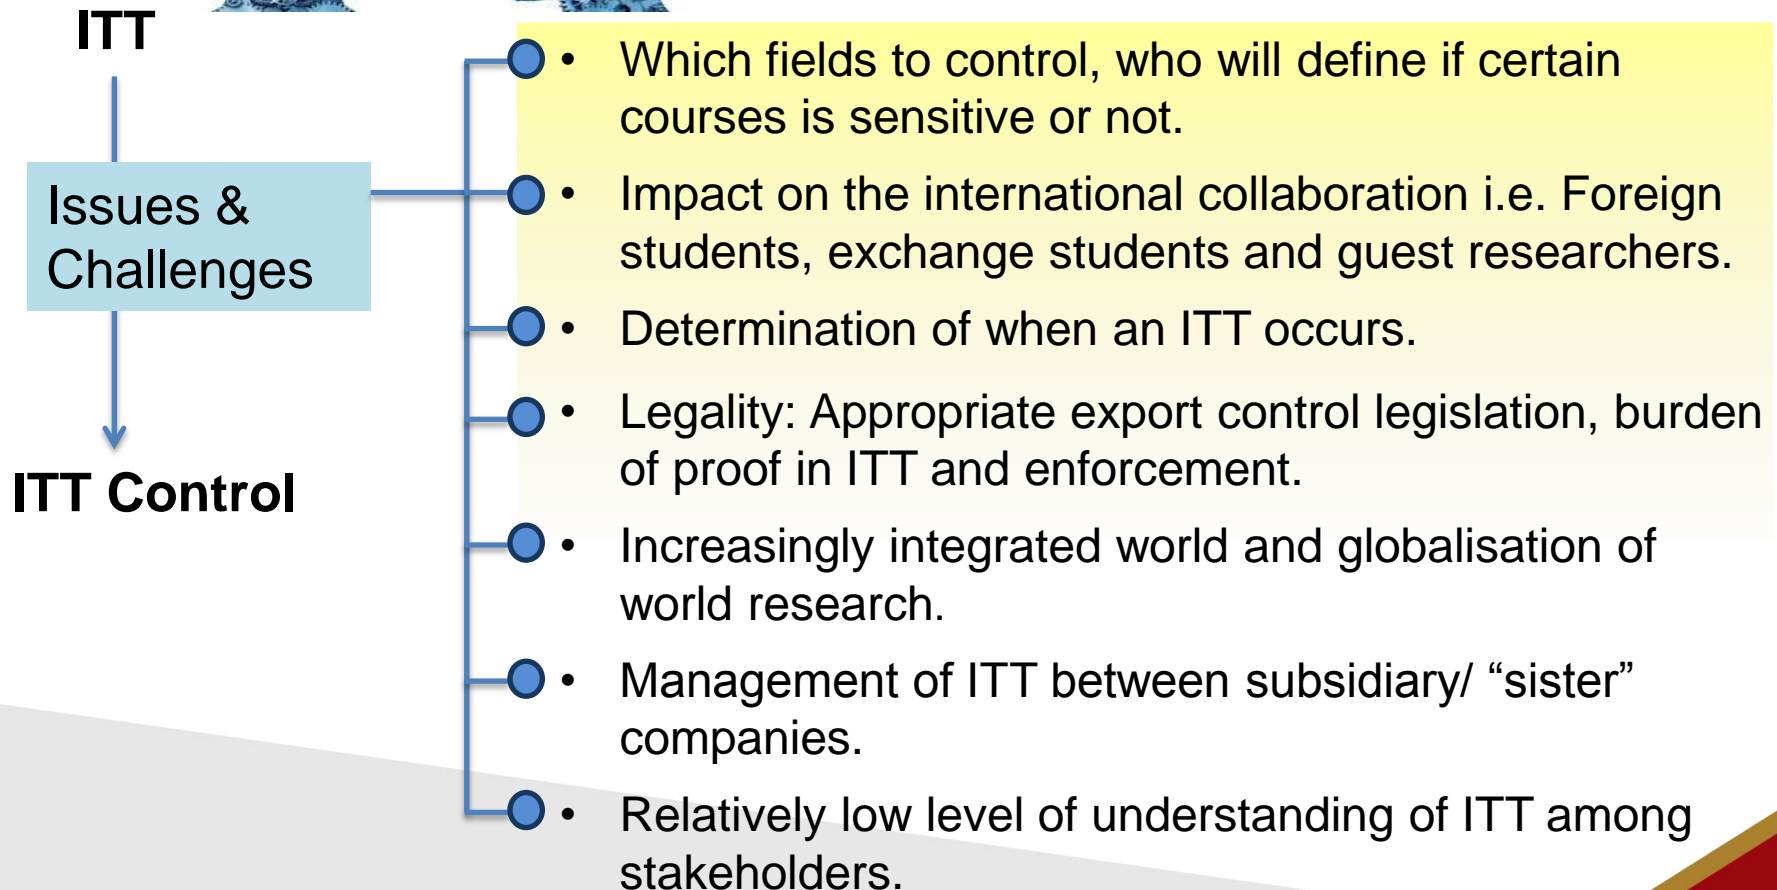 ITT
Issues &
Challenges
ITT Control
• Which fields to control, who will define if certain
courses is sensitive or not.
• Impact on the international collaboration i.e. Foreign
students, exchange students and guest researchers.
• Determination of when an ITT occurs.
• Legality: Appropriate export control legislation, burden
of proof in ITT and enforcement.
• Increasingly integrated world and globalisation of
world research.
• Management of ITT between subsidiary/ “sister”
companies.
• Relatively low level of understanding of ITT among
stakeholders.